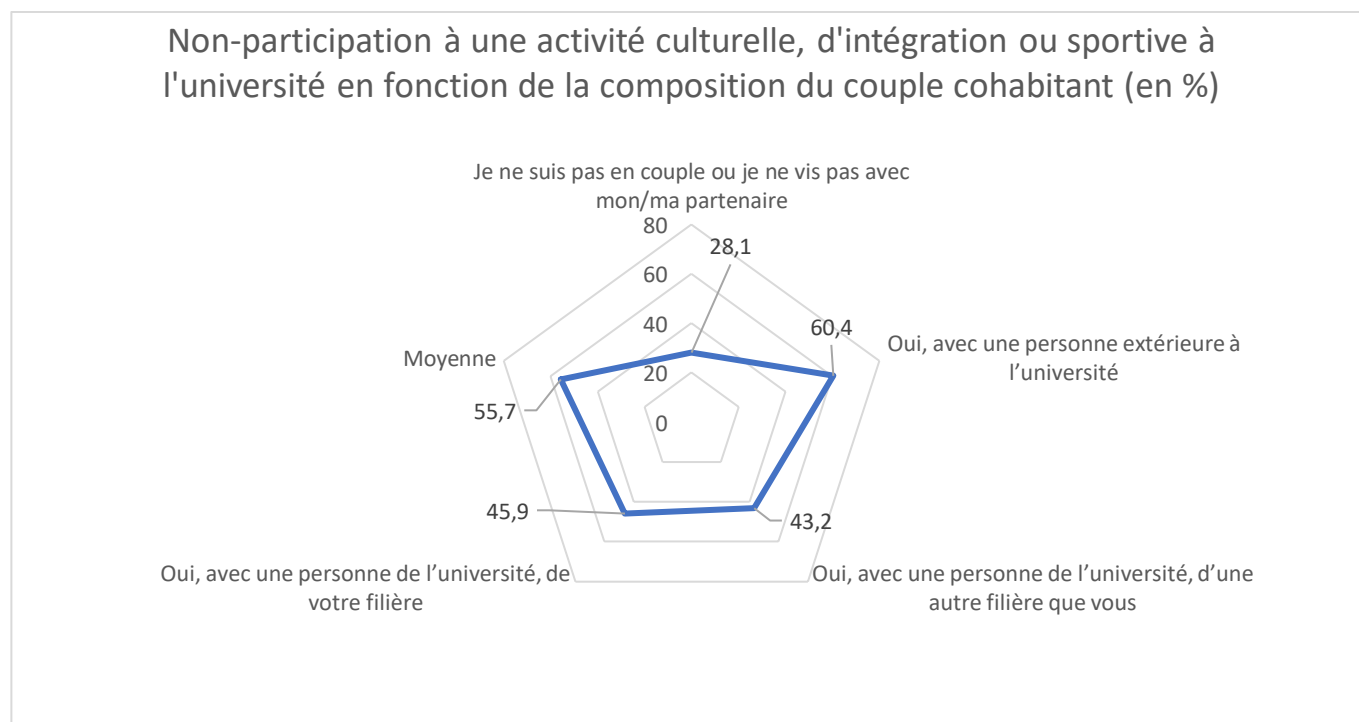 Non-participation à une activité culturelle, d'intégration ou sportive à
l'université en fonction de la composition du couple cohabitant (en %)
Je ne suis pas en couple ou je ne vis pas avec
mon/ma partenaire
80
28,1
60
60,4
40
Oui, avec une personne extérieure à
l’université
Moyenne
20
55,7
0
45,9
43,2
Oui, avec une personne de l’université, de
votre filière
Oui, avec une personne de l’université, d’une
autre filière que vous